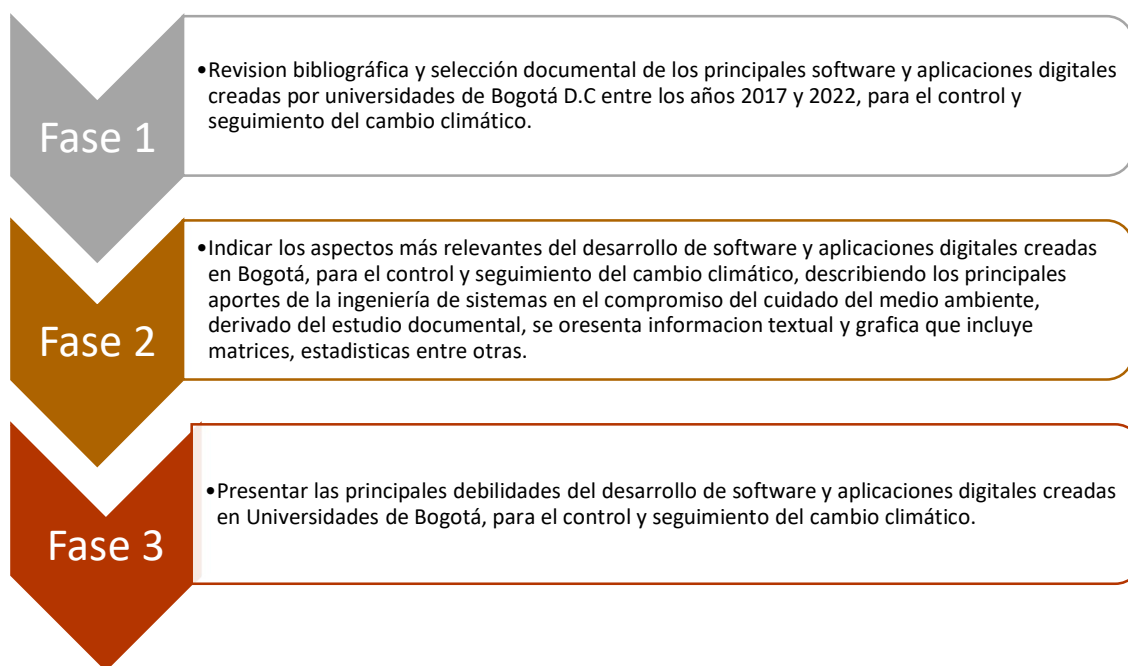 Fase 1
•Revision bibliográfica y selección documental de los principales software y aplicaciones digitales
creadas por universidades de Bogotá D.C entre los años 2017 y 2022, para el control y
seguimiento del cambio climático.
Fase 2
•Indicar los aspectos más relevantes del desarrollo de software y aplicaciones digitales creadas
en Bogotá, para el control y seguimiento del cambio climático, describiendo los principales
aportes de la ingeniería de sistemas en el compromiso del cuidado del medio ambiente,
derivado del estudio documental, se oresenta informacion textual y grafica que incluye
matrices, estadisticas entre otras.
Fase 3
•Presentar las principales debilidades del desarrollo de software y aplicaciones digitales creadas
en Universidades de Bogotá, para el control y seguimiento del cambio climático.